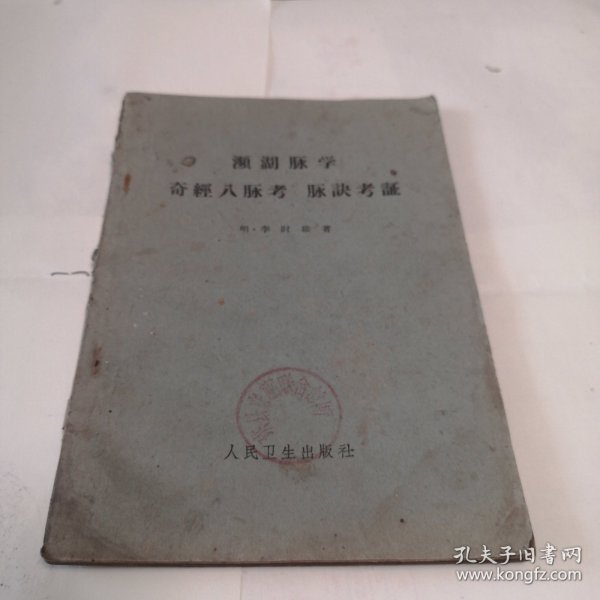 瀕湖脉学
奇經八脉考 脉訣考証
明·李时珍著
人民卫生出版社
孔夫子旧书网
www.kongfz.com